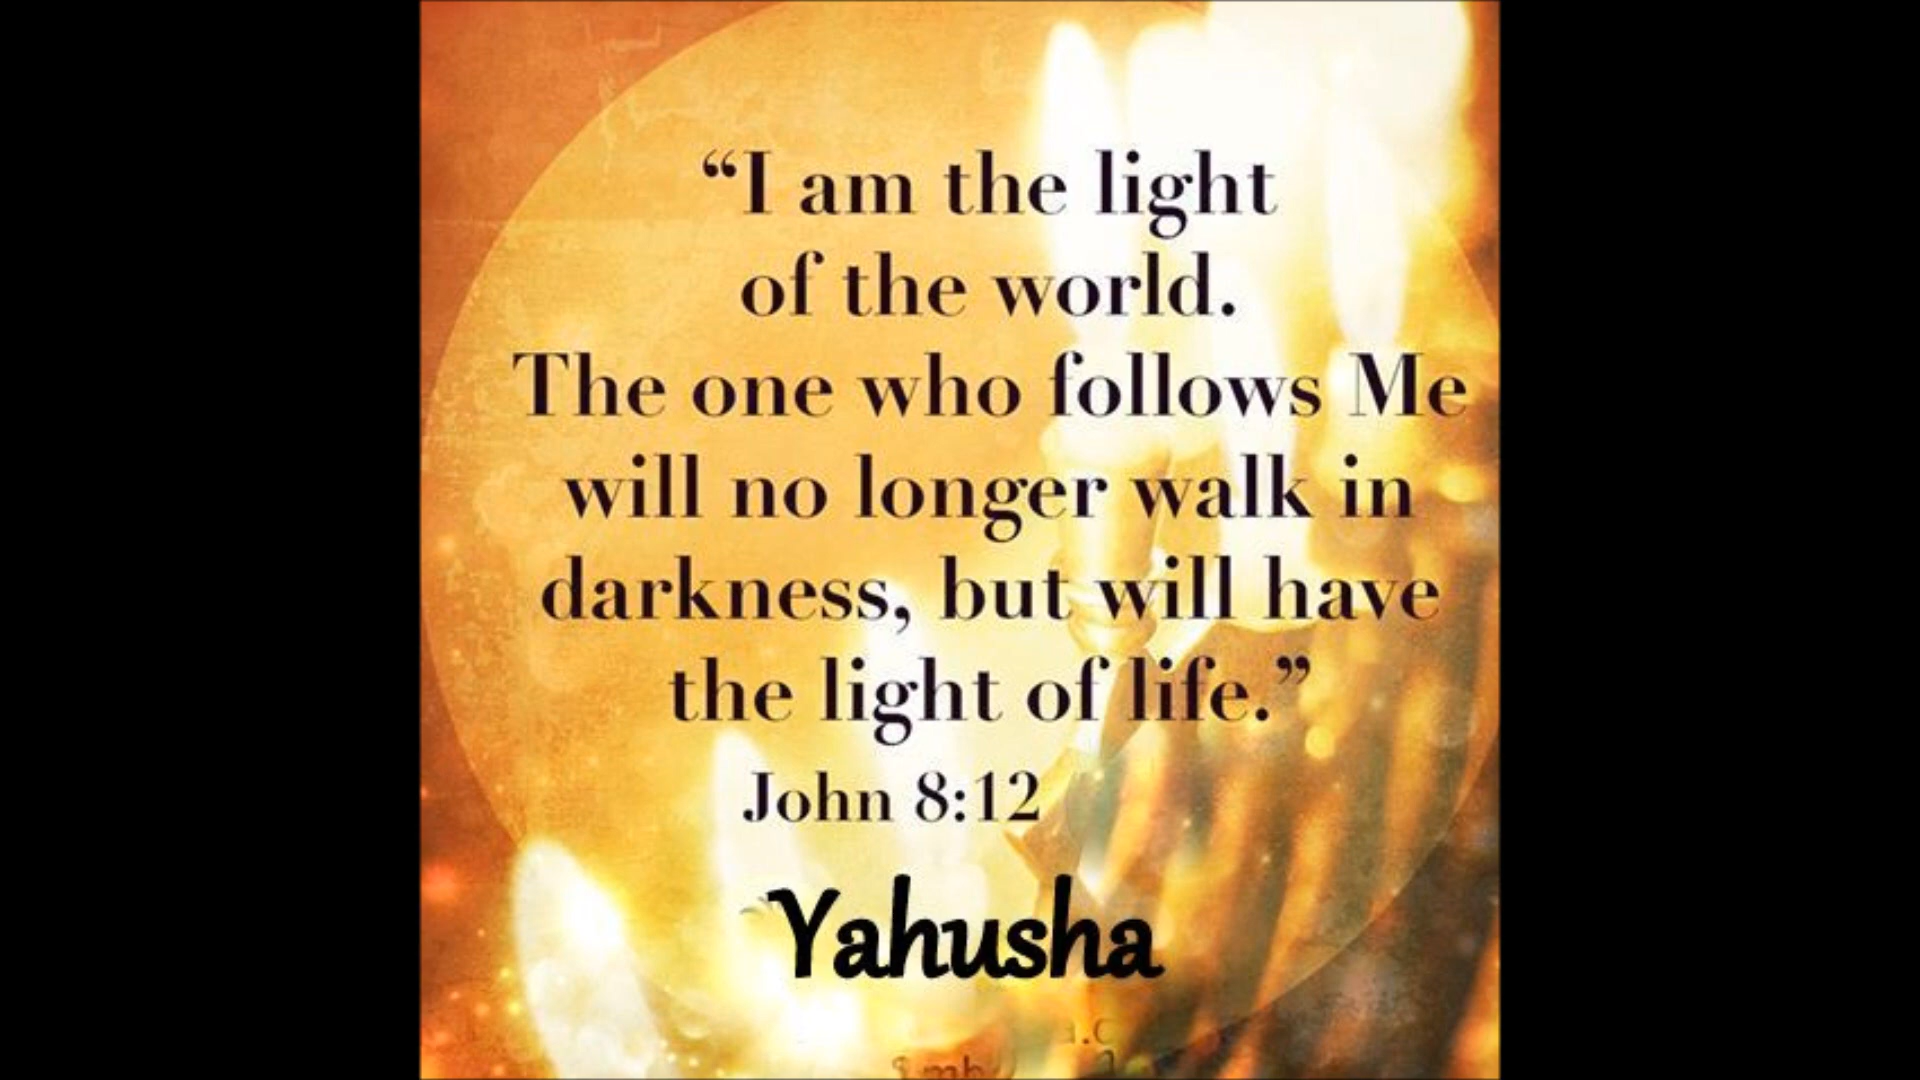 “I am the light
of the world.
The one who follows Me
will no longer walk in
darkness, but will have
the light of life.”
John 8:12
Yahusha